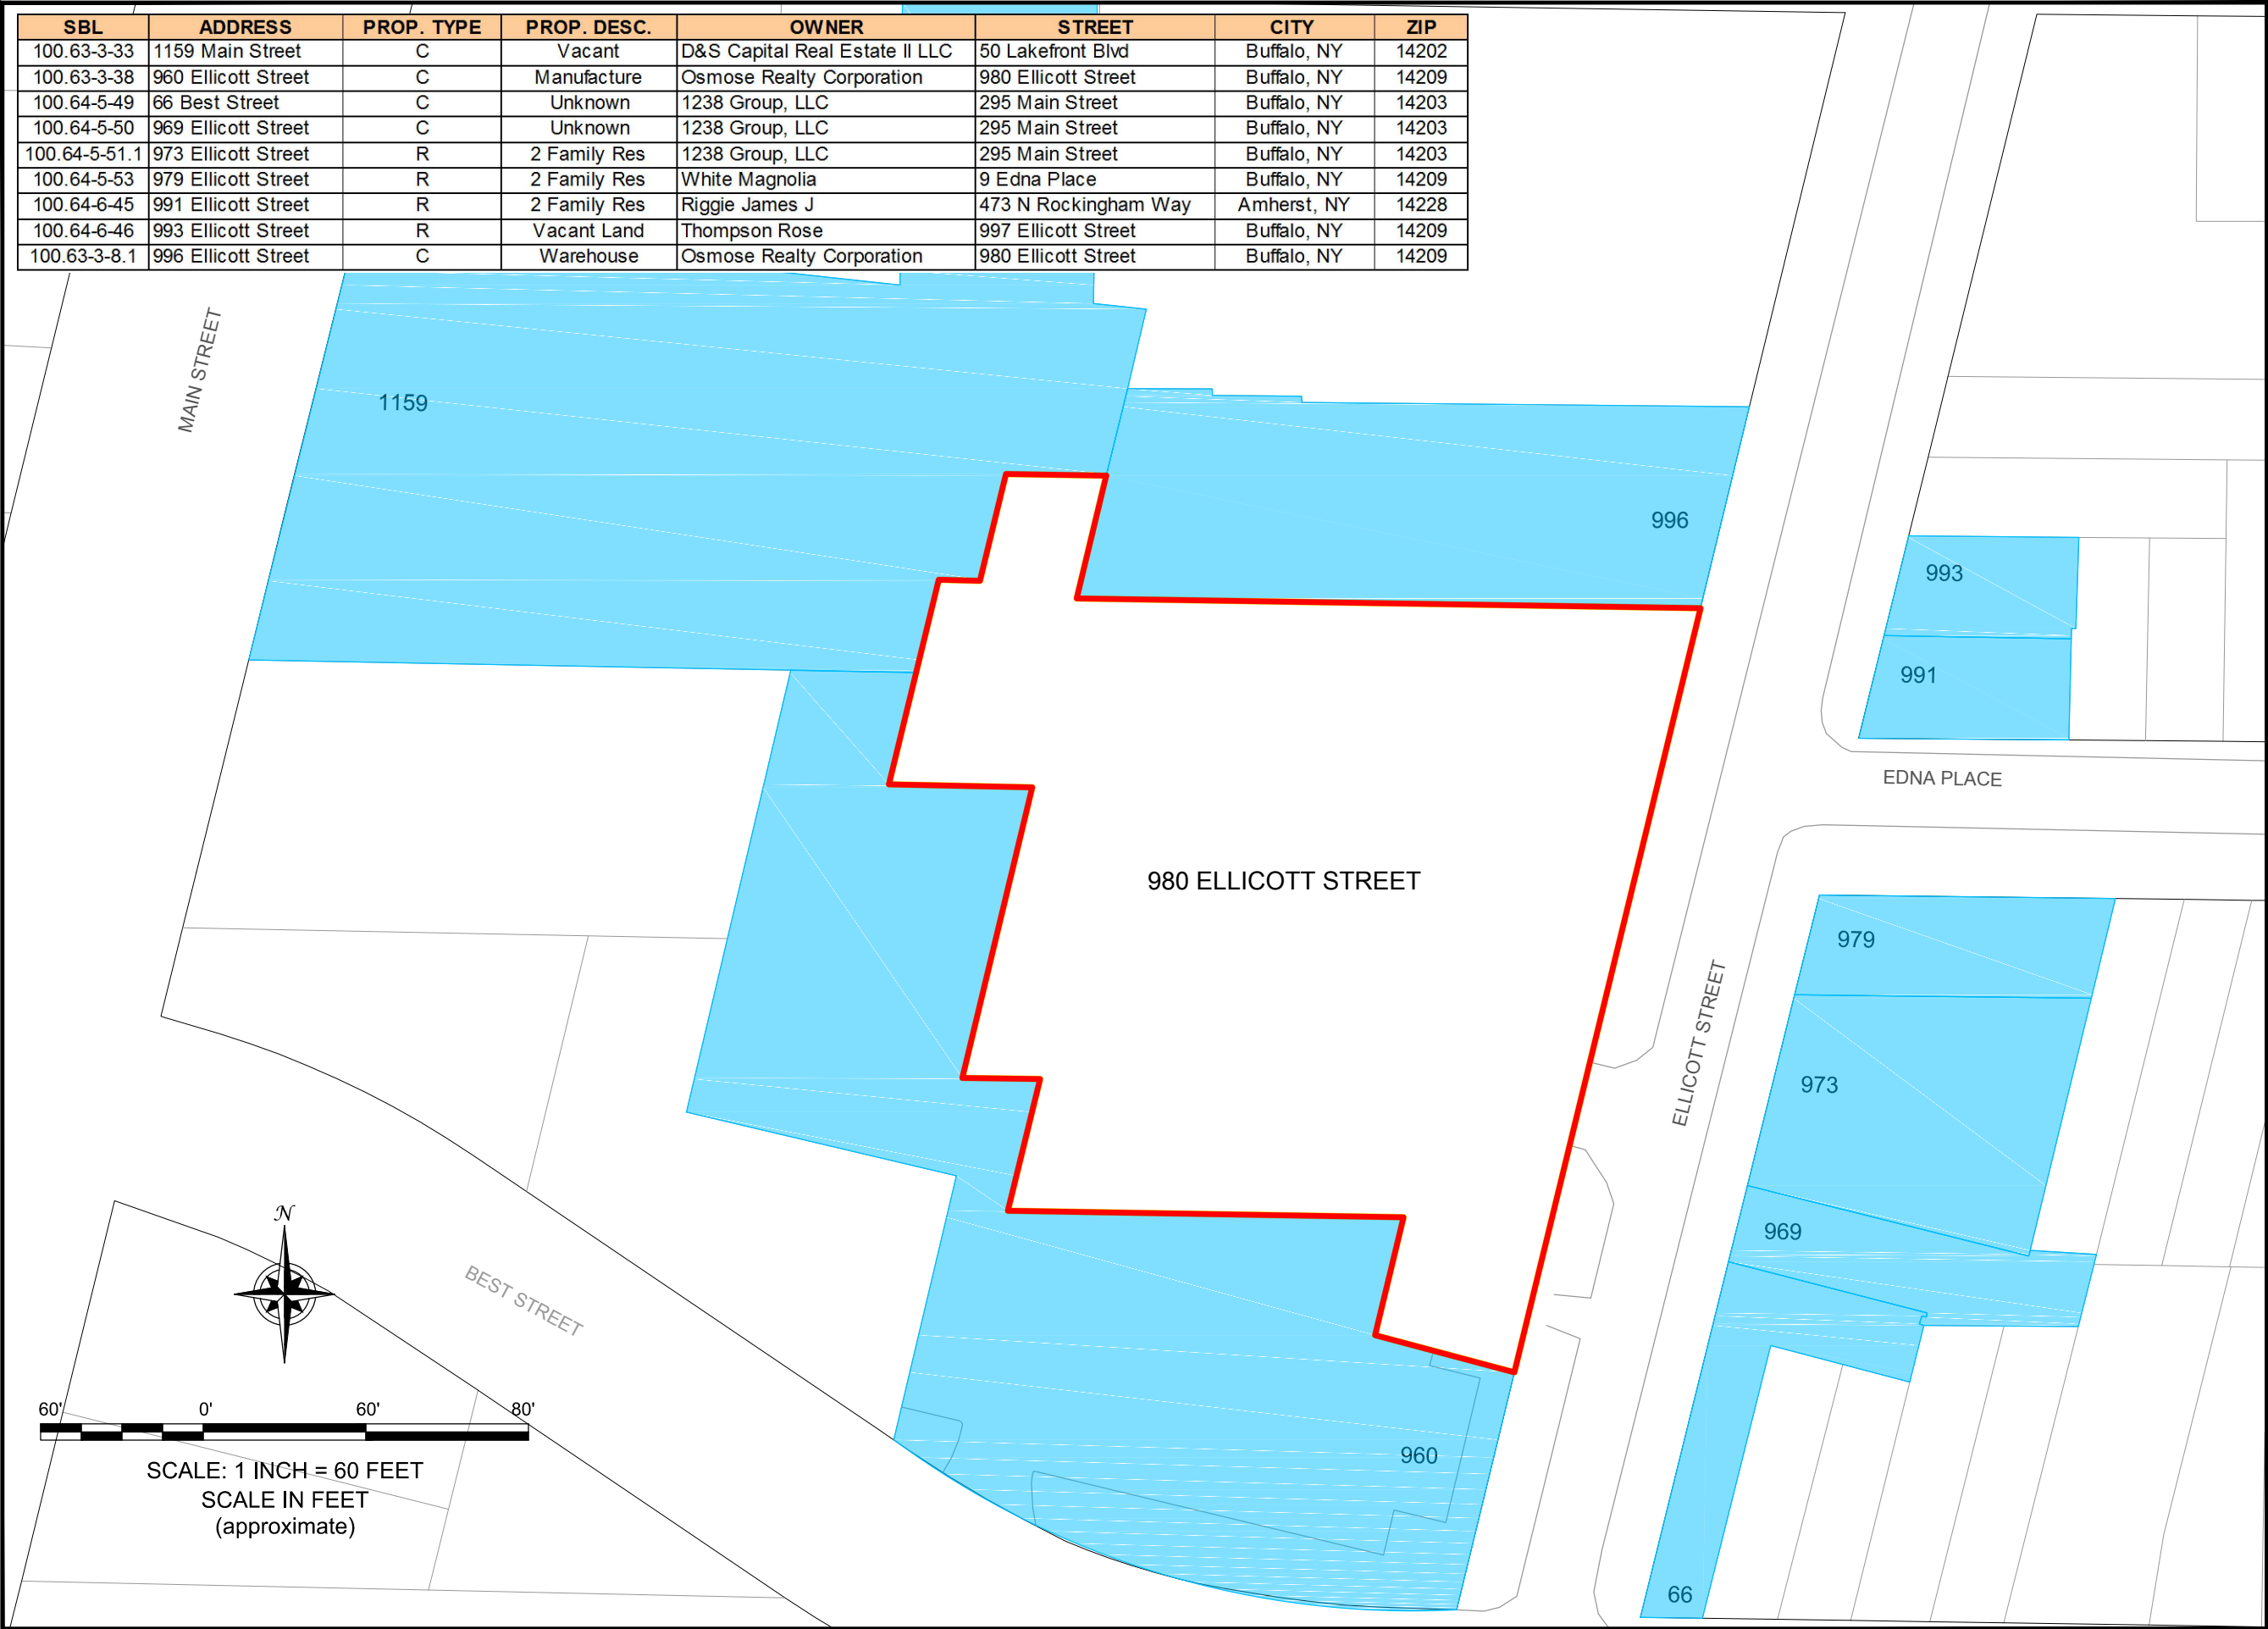 SBL ADDRESS PROP. TYPE PROP. DESC. OWNER STREET CITY ZIP
100.63-3-33 1159 Main Street C Vacant D&S Capital Real Estate II LLC 50 Lakefront Blvd Buffalo, NY 14202
100.63-3-38 960 Ellicott Street C Manufacture Osmose Realty Corporation 980 Ellicott Street Buffalo, NY 14209
100.64-5-49 66 Best Street C Unknown 1238 Group, LLC 295 Main Street Buffalo, NY 14203
100.64-5-50 969 Ellicott Street C Unknown 1238 Group, LLC 295 Main Street Buffalo, NY 14203
100.64-5-51.1 973 Ellicott Street R 2 Family Res 1238 Group, LLC 295 Main Street Buffalo, NY 14203
100.64-5-53 979 Ellicott Street R 2 Family Res White Magnolia 9 Edna Place Buffalo, NY 14209
100.64-6-45 991 Ellicott Street R 2 Family Res Riggie James J 473 N Rockingham Way Amherst, NY 14228
100.64-6-46 993 Ellicott Street R Vacant Land Thompson Rose 997 Ellicott Street Buffalo, NY 14209
100.63-3-8.1 996 Ellicott Street C Warehouse Osmose Realty Corporation 980 Ellicott Street Buffalo, NY 14209
MAIN STREET
1159
996
993
991
EDNA PLACE
980 ELLICOTT STREET
979
ELLICOTT STREET
973
969
N
BEST STREET
60' 0' 60' 80'
960
SCALE: 1 INCH = 60 FEET
SCALE IN FEET
(approximate)
66